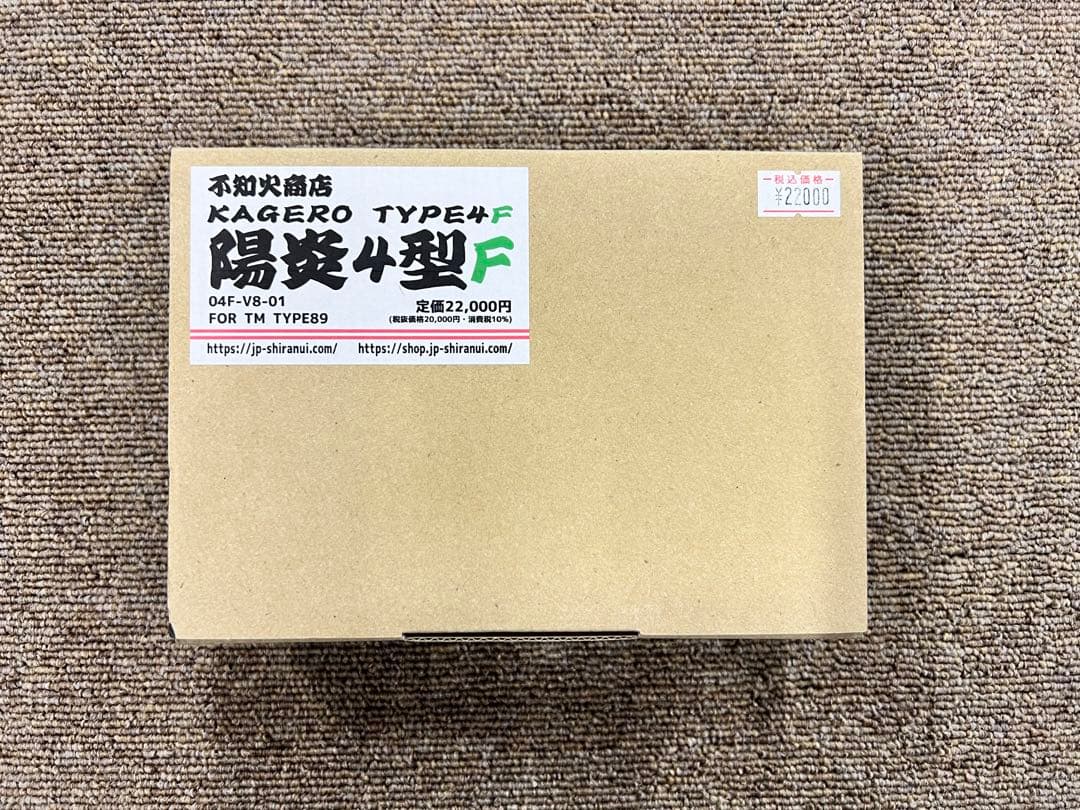 不知火商店
KAGERO TYPE4F
陽炎4型F
04F-V8-01
定価22,000円
FOR TM TYPE89
(税抜価格20,000円・消費税10%)
https://jp-shiranui.com/ https://shop.jp-shiranui.com/
税込価格
¥22000